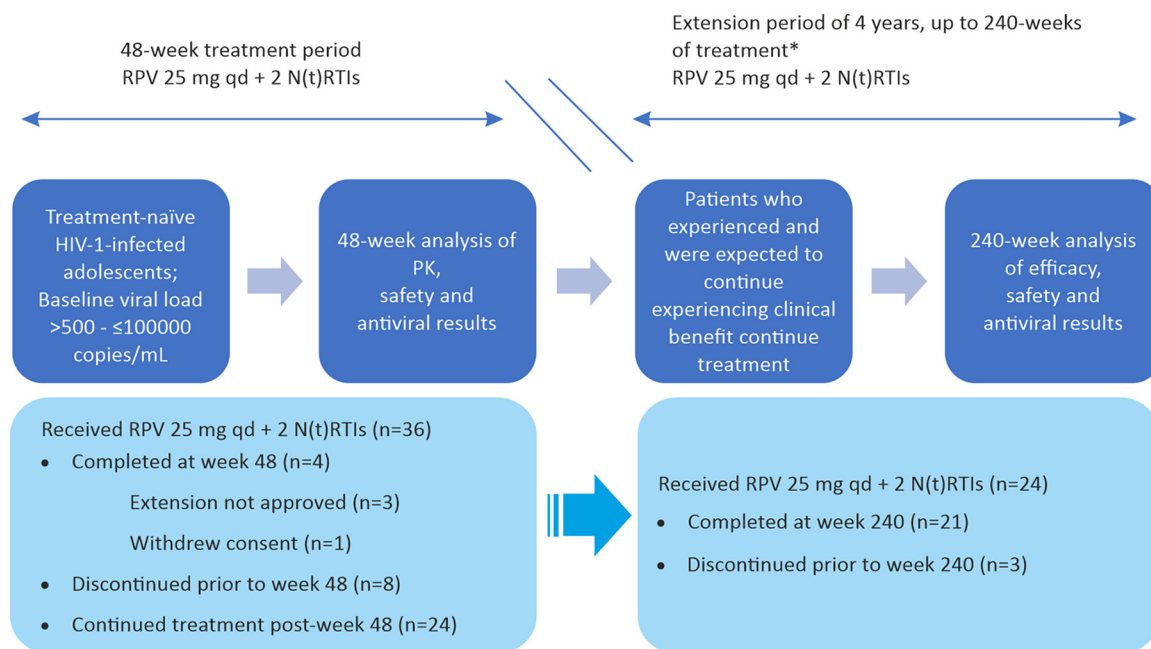 48-week treatment period
RPV 25 mg qd + 2 N(t)RTIs
Extension period of 4 years, up to 240-weeks
of treatment*
RPV 25 mg qd + 2 N(t)RTIs
Treatment-naïve
HIV-1-infected
adolescents;
Baseline viral load
>500 - ≤100000
copies/mL
48-week analysis of
PK,
safety and
antiviral results
Patients who
experienced and
were expected to
continue
experiencing clinical
benefit continue
treatment
240-week analysis
of efficacy,
safety and
antiviral results
Received RPV 25 mg qd + 2 N(t)RTIs (n=36)
• Completed at week 48 (n=4)
Extension not approved (n=3)
Withdrew consent (n=1)
• Discontinued prior to week 48 (n=8)
• Continued treatment post-week 48 (n=24)
Received RPV 25 mg qd + 2 N(t)RTIs (n=24)
• Completed at week 240 (n=21)
• Discontinued prior to week 240 (n=3)